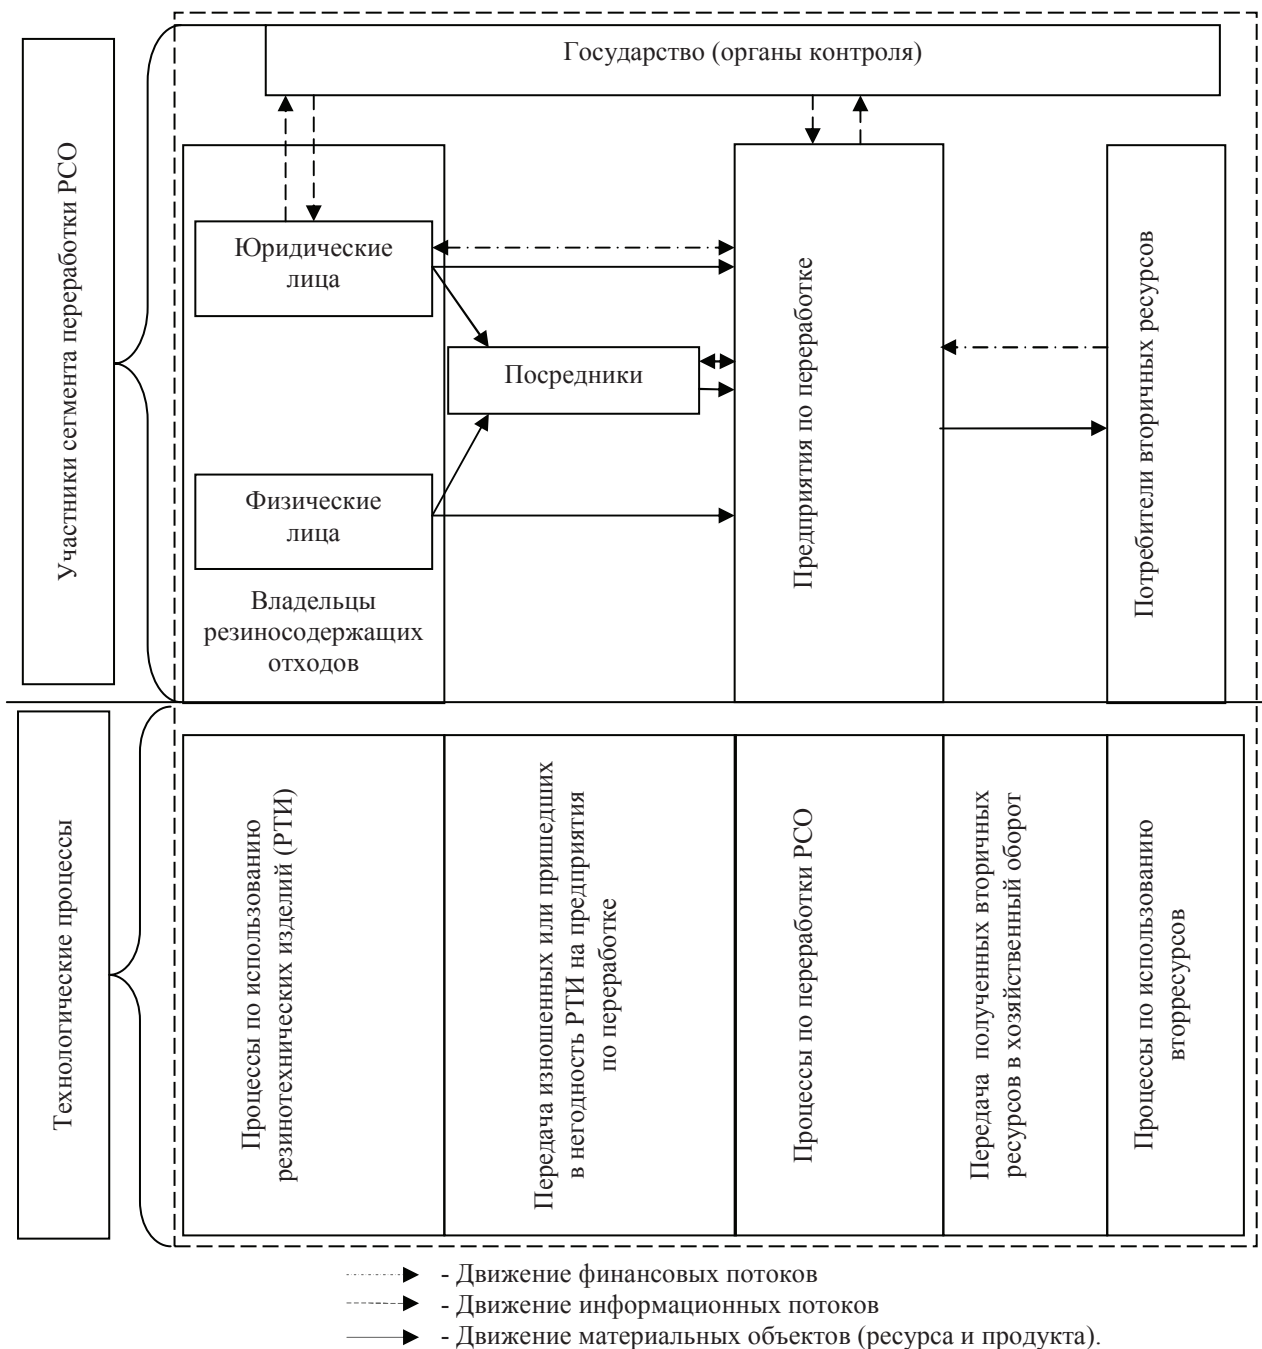 Участники сегмента переработки РСО
Государство (органы контроля)
Юридические
лица
Посредники
Физические
лица
Владельцы
резиносодержащих
отходов
Предприятия по переработке
Потребители вторичных ресурсов
Технологические процессы
Процессы по использованию
резинотехнических изделий (РТИ)
Передача изношенных или пришедших
в негодность РТИ на предприятия
по переработке
Процессы по переработки РСО
Передача полученных вторичных
ресурсов в хозяйственный оборот
Процессы по использованию
вторресурсов
- Движение финансовых потоков
- Движение информационных потоков
- Движение материальных объектов (ресурса и продукта).